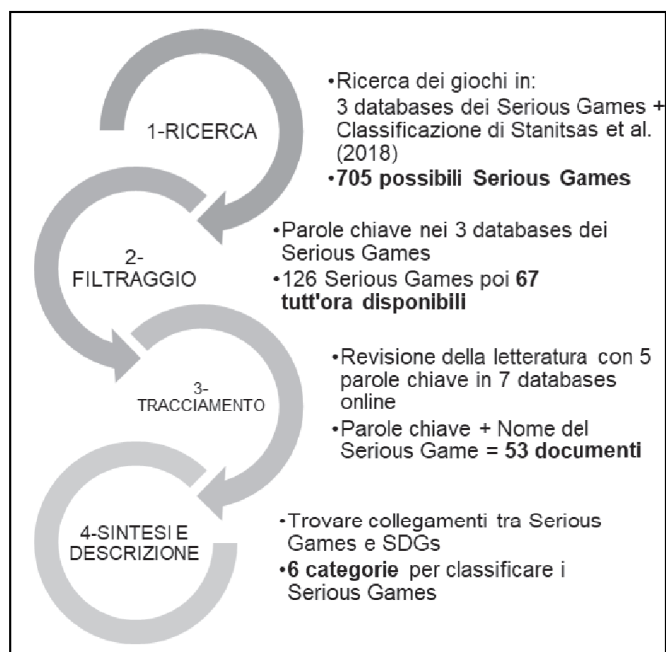 1-RICERCA
•Ricerca dei giochi in:
3 databases dei Serious Games +
Classificazione di Stanitsas et al.
(2018)
•705 possibili Serious Games
2-
FILTRAGGIO
•Parole chiave nei 3 databases dei
Serious Games
•126 Serious Games poi 67
tutt'ora disponibili
3-
TRACCIAMENTO
•Revisione della letteratura con 5
parole chiave in 7 databases
online
•Parole chiave + Nome del
Serious Game = 53 documenti
4-SINTESI E
DESCRIZIONE
•Trovare collegamenti tra Serious
Games e SDGs
•6 categorie per classificare i
Serious Games